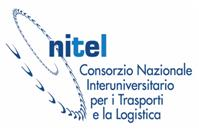 nitel
Consorzio Nazionale
Interuniversitario
per i Trasporti
e la Logistica